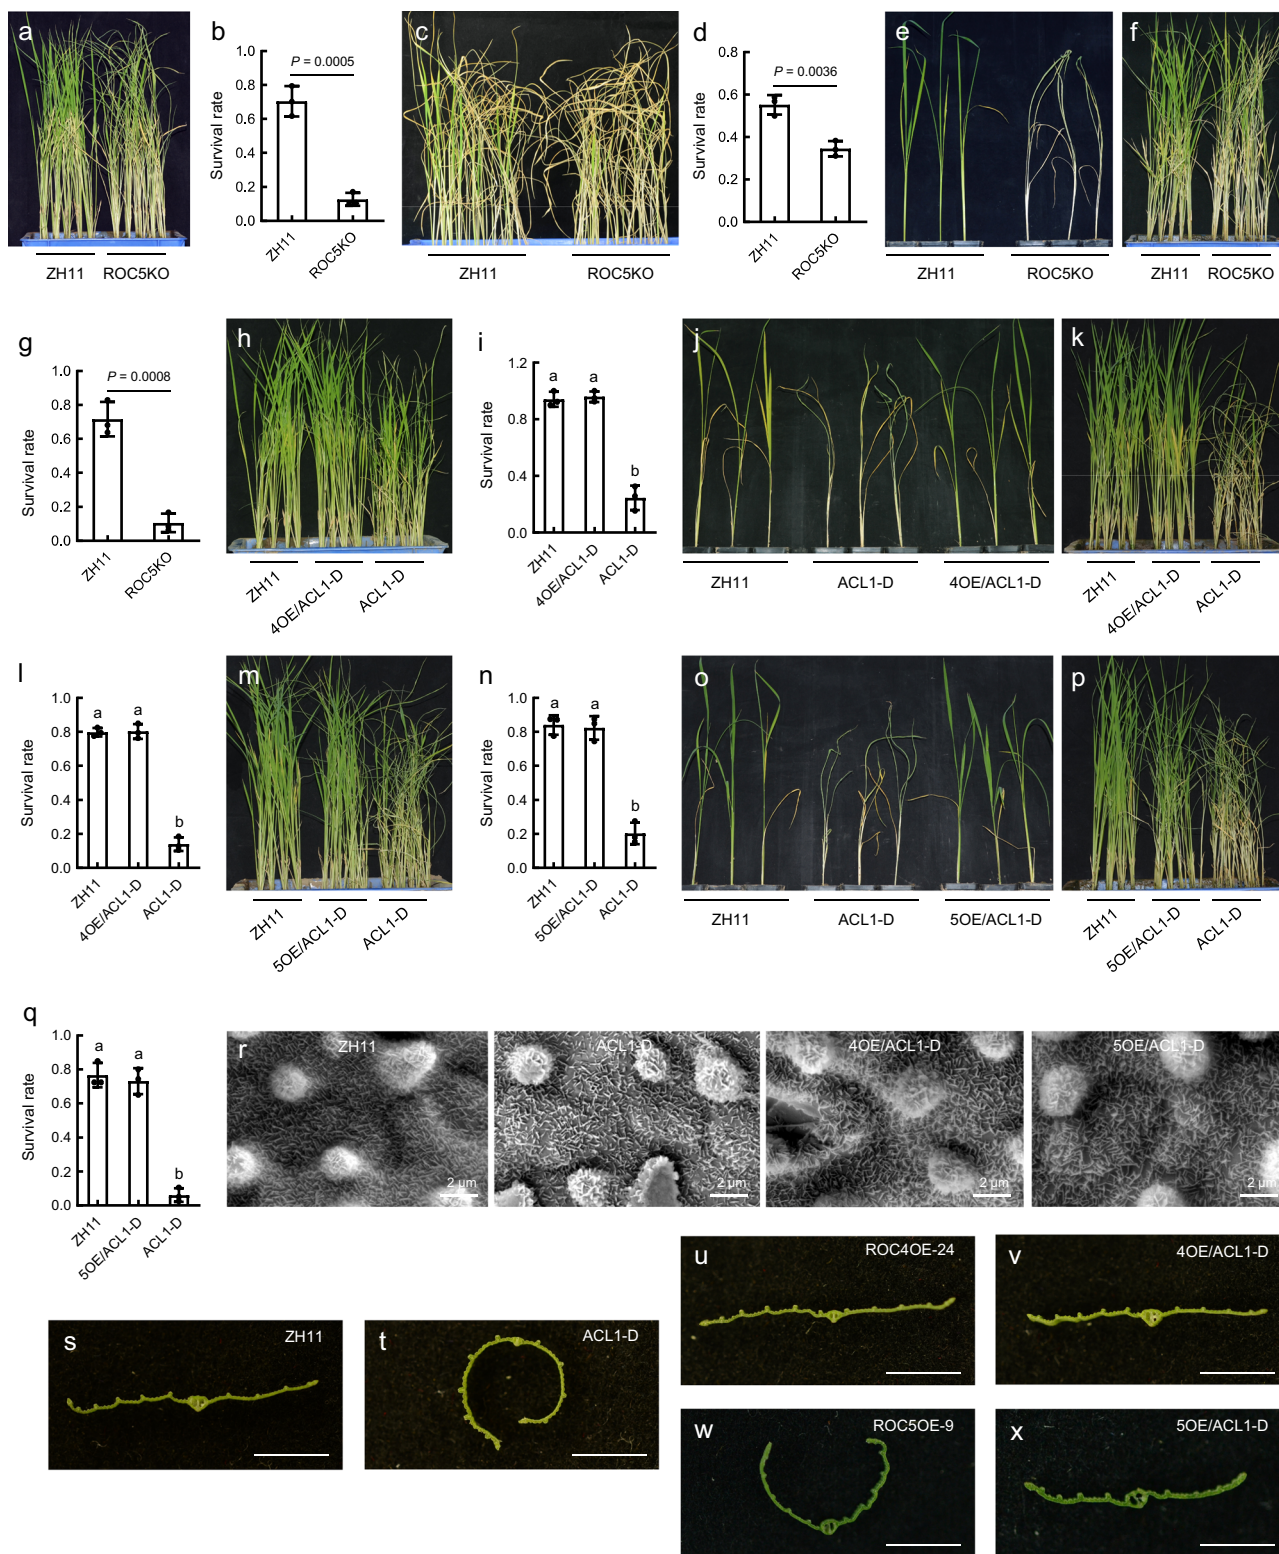 a
ZH11 ROC5KO
b
P = 0.0005
Survival rate
1.0
0.8
0.6
0.4
0.2
0.0
ZH11
ROC5KO
c
ZH11 ROC5KO
d
P = 0.0036
Survival rate
0.8
0.6
0.4
0.2
0.0
ZH11
ROC5KO
e
ZH11 ROC5KO
f
ZH11 ROC5KO
g
P = 0.0008
Survival rate
1.0
0.8
0.6
0.4
0.2
0.0
ZH11
ROC5KO
h
ZH11
4OE/ACL1-D
ACL1-D
i
Survival rate
1.2
0.8
0.4
0.0
a a b
ZH11
4OE/ACL1-D
ACL1-D
j
ZH11 ACL1-D 4OE/ACL1-D
k
ZH11
4OE/ACL1-D
ACL1-D
l
Survival rate
1.0
0.8
0.6
0.4
0.2
0.0
a a b
ZH11
4OE/ACL1-D
ACL1-D
m
ZH11
5OE/ACL1-D
ACL1-D
n
Survival rate
1.0
0.8
0.6
0.4
0.2
0.0
a a b
ZH11
5OE/ACL1-D
ACL1-D
o
ZH11 ACL1-D 5OE/ACL1-D
p
ZH11
5OE/ACL1-D
ACL1-D
q
Survival rate
1.0
0.8
0.6
0.4
0.2
0.0
a a b
ZH11
5OE/ACL1-D
ACL1-D
r
ZH11
2 µm
ACL1-D
2 µm
4OE/ACL1-D
2 µm
5OE/ACL1-D
2 µm
s
ZH11
t
ACL1-D
u
ROC4OE-24
v
4OE/ACL1-D
w
ROC5OE-9
x
5OE/ACL1-D